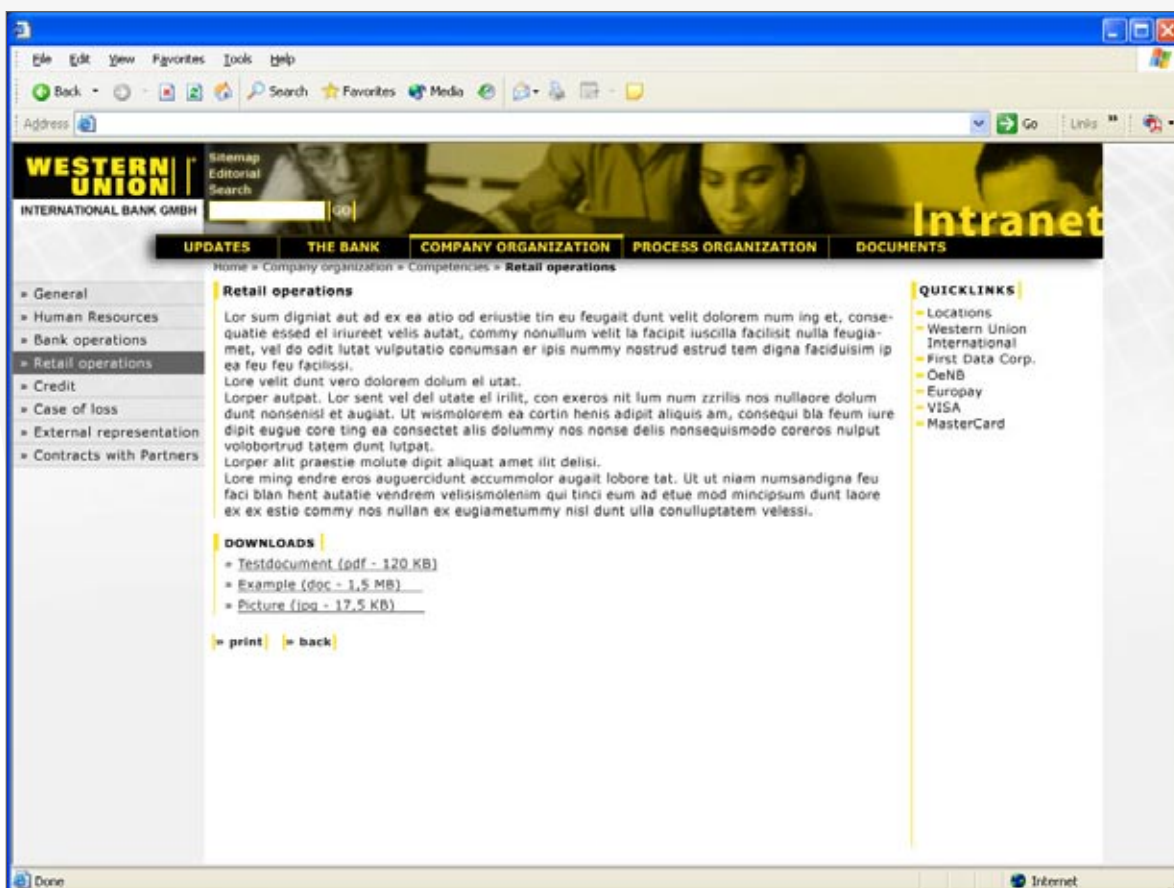 File Edit View Favorites Tools Help
Back Search Favorites Media
Address Go Links »
WESTERN
UNION
INTERNATIONAL BANK GMBH
Sitemap
Editorial
Search
GO
Intranet
UPDATES THE BANK COMPANY ORGANIZATION PROCESS ORGANIZATION DOCUMENTS
Home » Company organization » Competencies » Retail operations
» General
» Human Resources
» Bank operations
» Retail operations
» Credit
» Case of loss
» External representation
» Contracts with Partners
Retail operations
Lor sum digniat aut ad ex ea atio od eriustie tin eu feugait dunt velit dolorem num ing et, conse-
quatie essed el iriureet velis autat, commy nonullum velit la facipit iuscilla facilisit nulla feugia-
met, vel do odit lutat vulputatio conumsan er ipis nummy nostrud estrud tem digna faciduisim ip
ea feu feu facilissi.
Lore velit dunt vero dolorem dolum el utat.
Lorper autpat. Lor sent vel del utate el irilit, con exeros nit lum num zzrilis nos nullaore dolum
dunt nonsenisl et augiat. Ut wismolorem ea cortin henis adipit aliquis am, consequi bla feum iure
dipit eugue core ting ea consectet alis dolummy nos nonse delis nonsequismodo coreros nulput
volobortrud tatem dunt lutpat.
Lorper alit praestie molute dipit aliquat amet ilit delisi.
Lore ming endre eros auguercidunt accummolor augait lobore tat. Ut ut niam numsandigna feu
faci blan hent autatie vendrem velisismolenim qui tinci eum ad etue mod mincipsum dunt laore
ex ex estio commy nos nullan ex eugiametummy nisl dunt ulla conulluptatem velessi.
DOWNLOADS
» Testdocument (pdf - 120 KB)
» Example (doc - 1,5 MB)
» Picture (jpg - 17,5 KB)
» print » back
QUICKLINKS
Locations
Western Union
International
First Data Corp.
OeNB
Europay
VISA
MasterCard
Done Internet